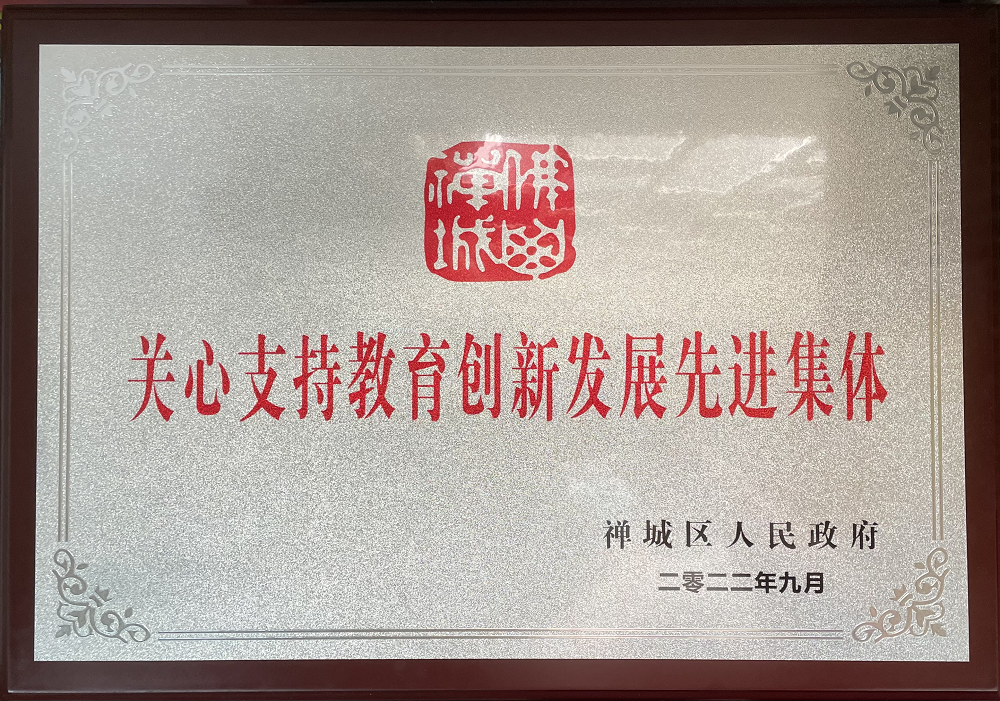 佛山
禅城
关心支持教育创新发展先进集体
禅城区人民政府
二零二二年九月